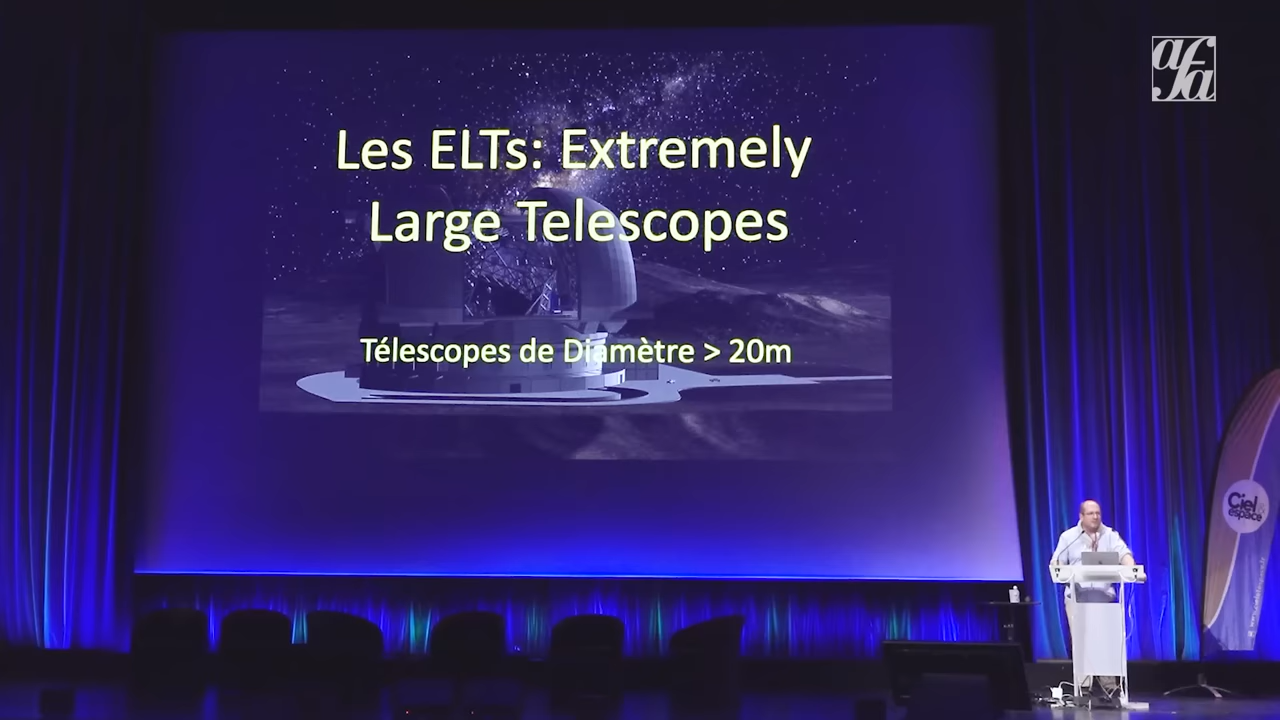 afa
Les ELTs: Extremely
Large Telescopes
Télescopes de Diamètre > 20m
Ciel &
espace